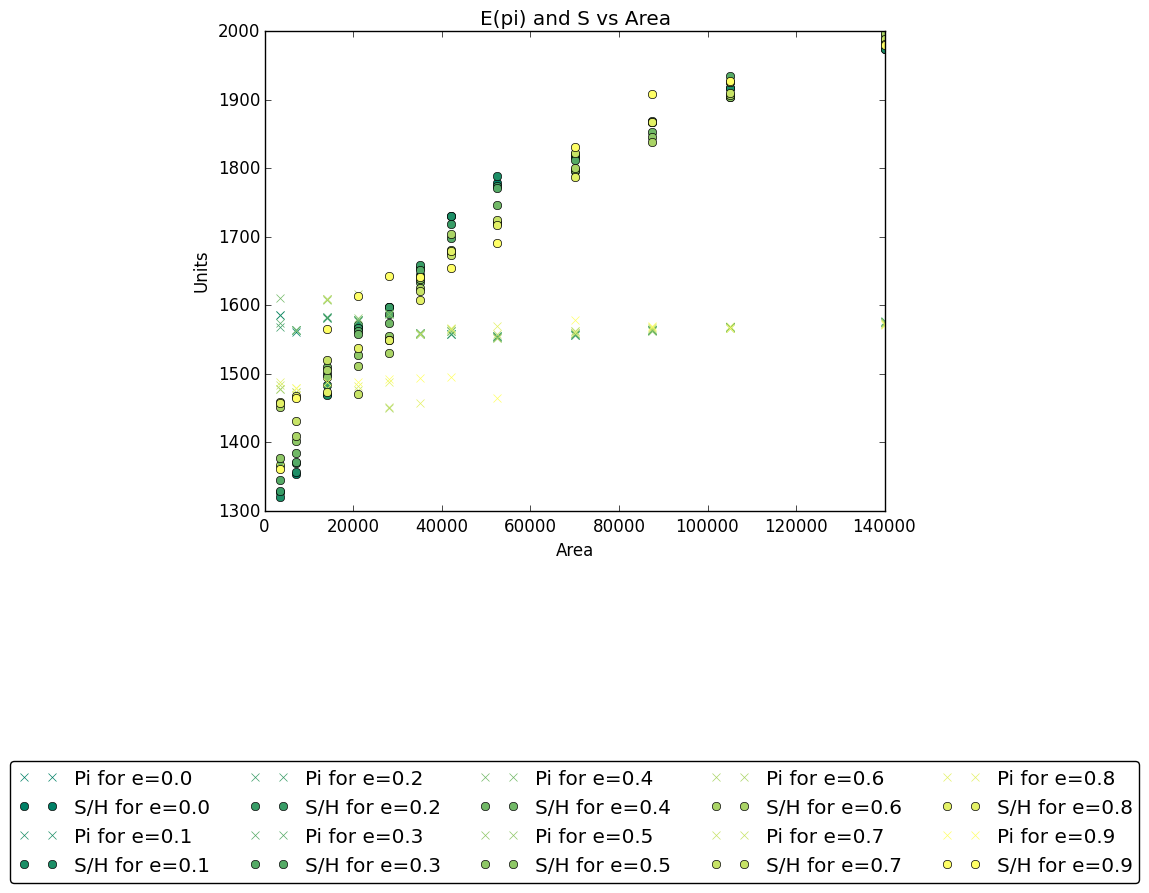 E(pi) and S vs Area
2000
1900
1800
1700
1600
1500
1400
1300
Units
0 20000 40000 60000 80000 100000 120000 140000
Area
Pi for e=0.0 Pi for e=0.2 Pi for e=0.4 Pi for e=0.6 Pi for e=0.8
S/H for e=0.0 S/H for e=0.2 S/H for e=0.4 S/H for e=0.6 S/H for e=0.8
Pi for e=0.1 Pi for e=0.3 Pi for e=0.5 Pi for e=0.7 Pi for e=0.9
S/H for e=0.1 S/H for e=0.3 S/H for e=0.5 S/H for e=0.7 S/H for e=0.9